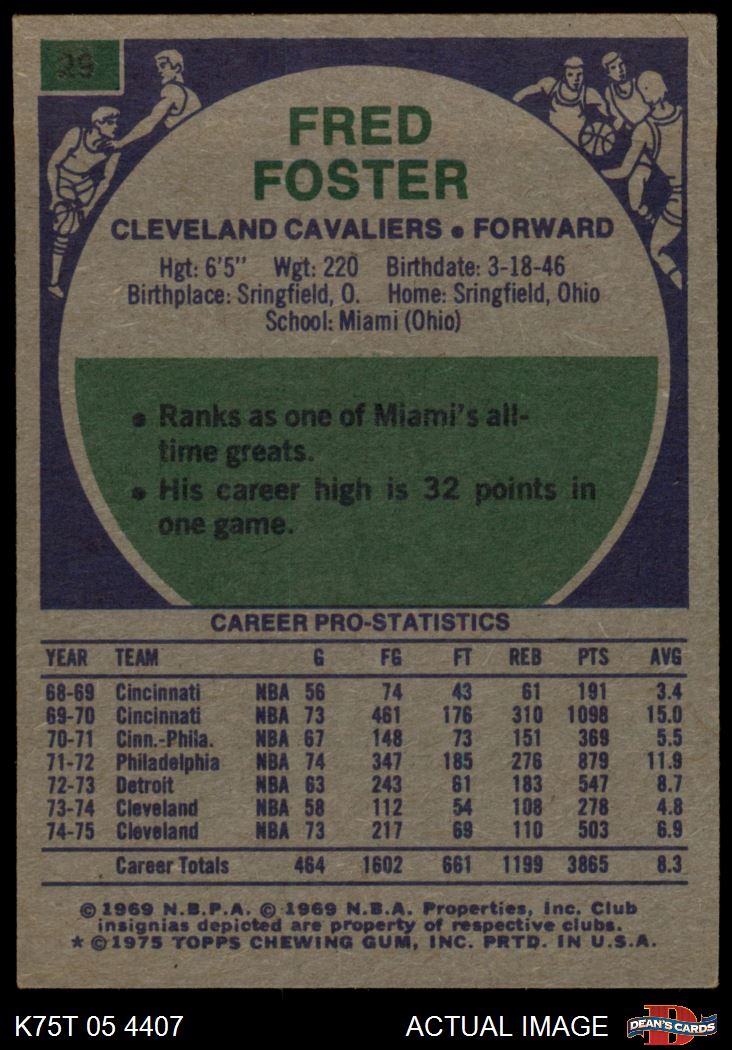 29
FRED
FOSTER
CLEVELAND CAVALIERS • FORWARD
Hgt: 6'5" Wgt: 220 Birthdate: 3-18-46
Birthplace: Sringfield, O. Home: Sringfield, Ohio
School: Miami (Ohio)
• Ranks as one of Miami's all-
time greats.
• His career high is 32 points in
one game.
CAREER PRO-STATISTICS
YEAR TEAM G FG FT REB PTS AVG
68-69 Cincinnati NBA 56 74 43 61 191 3.4
69-70 Cincinnati NBA 73 461 176 310 1098 15.0
70-71 Cinn.-Phila. NBA 67 148 73 151 369 5.5
71-72 Philadelphia NBA 74 347 185 276 879 11.9
72-73 Detroit NBA 63 243 61 183 547 8.7
73-74 Cleveland NBA 58 112 54 108 278 4.8
74-75 Cleveland NBA 73 217 69 110 503 6.9
Career Totals 464 1602 661 1199 3865 8.3
© 1969 N.B.P.A. © 1969 N.B.A. Properties, Inc. Club
insignias depicted are property of respective clubs.
* © 1975 TOPPS CHEWING GUM, INC. PRTD. IN U.S.A.
K75T 05 4407 ACTUAL IMAGE D DEAN'S CARDS